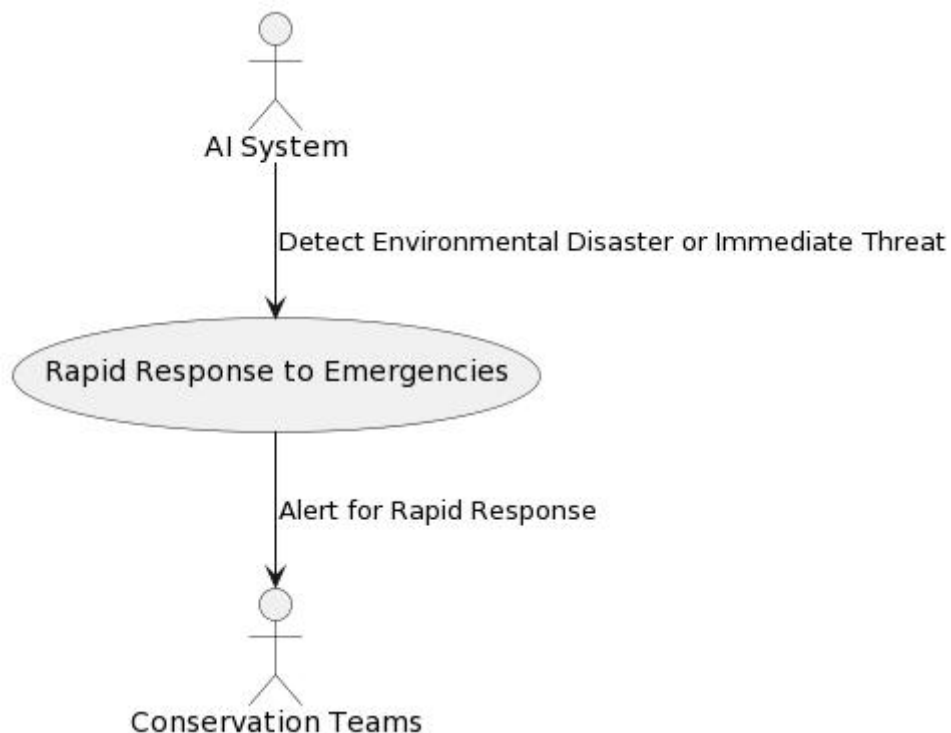 AI System
Detect Environmental Disaster or Immediate Threat
Rapid Response to Emergencies
Alert for Rapid Response
Conservation Teams